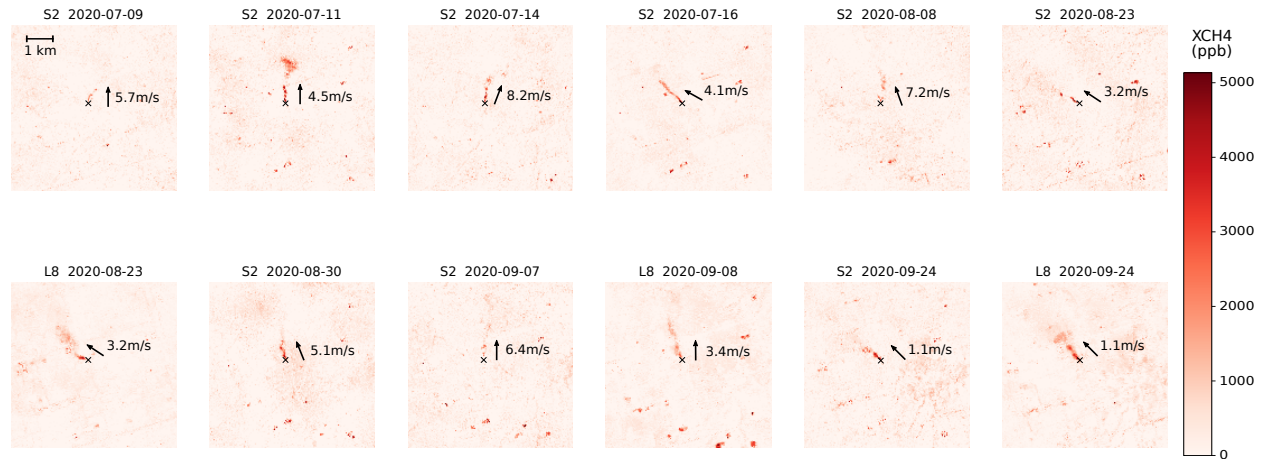 S2 2020-07-09
S2 2020-07-11
S2 2020-07-14
S2 2020-07-16
S2 2020-08-08
S2 2020-08-23
1 km
5.7m/s
4.5m/s
8.2m/s
4.1m/s
7.2m/s
3.2m/s
L8 2020-08-23
S2 2020-08-30
S2 2020-09-07
L8 2020-09-08
S2 2020-09-24
L8 2020-09-24
3.2m/s
5.1m/s
6.4m/s
3.4m/s
1.1m/s
1.1m/s
XCH4
(ppb)
5000
4000
3000
2000
1000
0